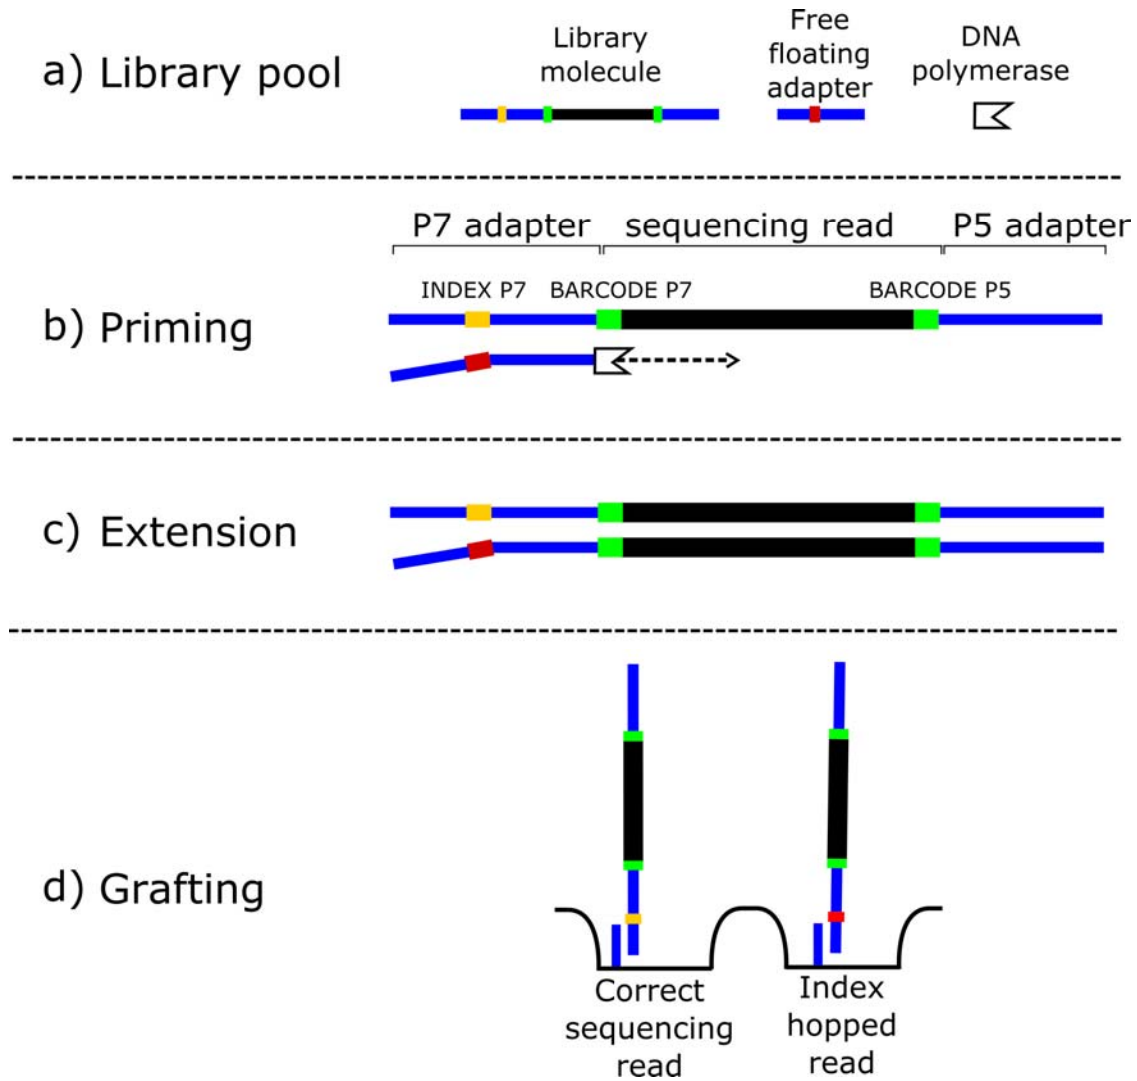 a) Library pool
Library
molecule
Free
floating
adapter
DNA
polymerase
P7 adapter
sequencing read
P5 adapter
INDEX P7
BARCODE P7
BARCODE P5
b) Priming
c) Extension
d) Grafting
Correct
sequencing
read
Index
hopped
read